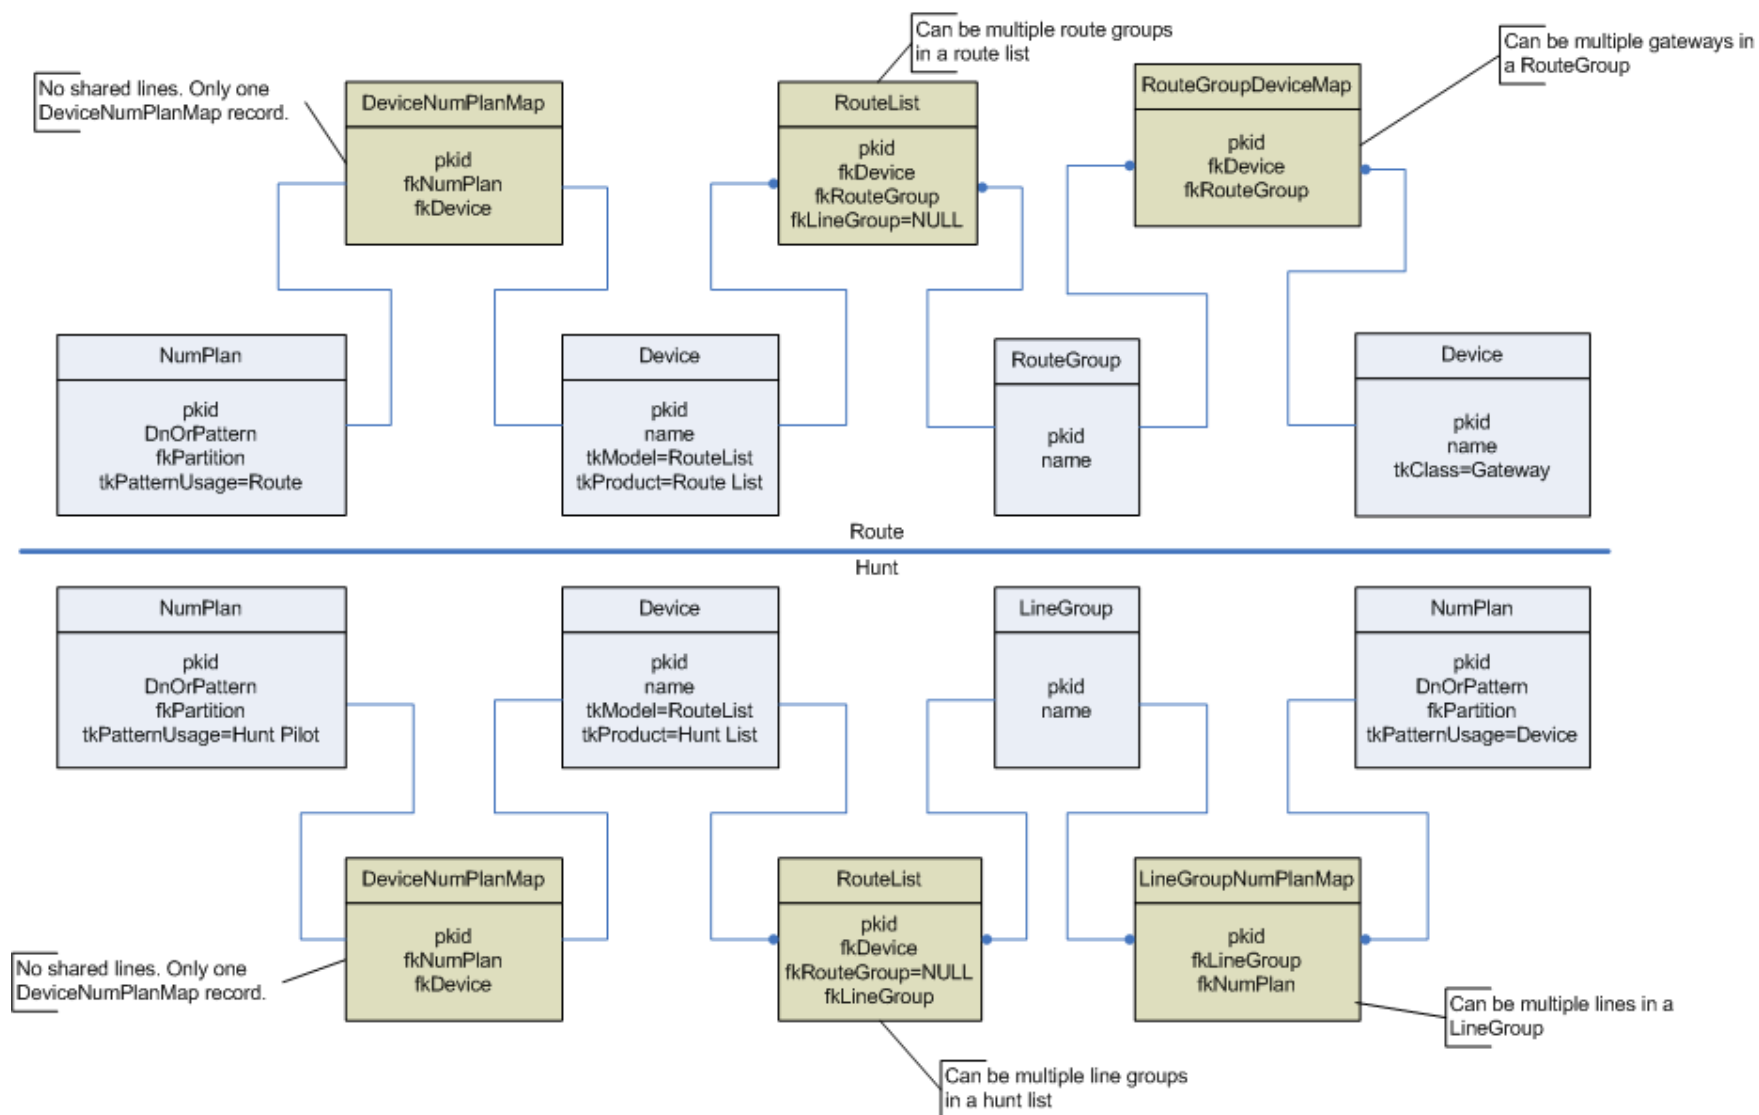 Can be multiple route groups
in a route list
Can be multiple gateways in
a RouteGroup
No shared lines. Only one
DeviceNumPlanMap record.
DeviceNumPlanMap
pkid
fkNumPlan
fkDevice
RouteList
pkid
fkDevice
fkRouteGroup
fkLineGroup=NULL
RouteGroupDeviceMap
pkid
fkDevice
fkRouteGroup
NumPlan
pkid
DnOrPattern
fkPartition
tkPatternUsage=Route
Device
pkid
name
tkModel=RouteList
tkProduct=Route List
RouteGroup
pkid
name
Device
pkid
name
tkClass=Gateway
Route
Hunt
NumPlan
pkid
DnOrPattern
fkPartition
tkPatternUsage=Hunt Pilot
Device
pkid
name
tkModel=RouteList
tkProduct=Hunt List
LineGroup
pkid
name
NumPlan
pkid
DnOrPattern
fkPartition
tkPatternUsage=Device
DeviceNumPlanMap
pkid
fkNumPlan
fkDevice
RouteList
pkid
fkDevice
fkRouteGroup=NULL
fkLineGroup
LineGroupNumPlanMap
pkid
fkLineGroup
fkNumPlan
No shared lines. Only one
DeviceNumPlanMap record.
Can be multiple lines in a
LineGroup
Can be multiple line groups
in a hunt list